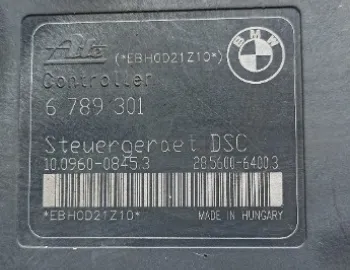 Ate (*EBH0D21Z10*) BMW
Controller
6 789 301
Steuergeraet DSC
10.0960-0845.3 28.5600-6400.3
*EBH0D21Z10* MADE IN HUNGARY